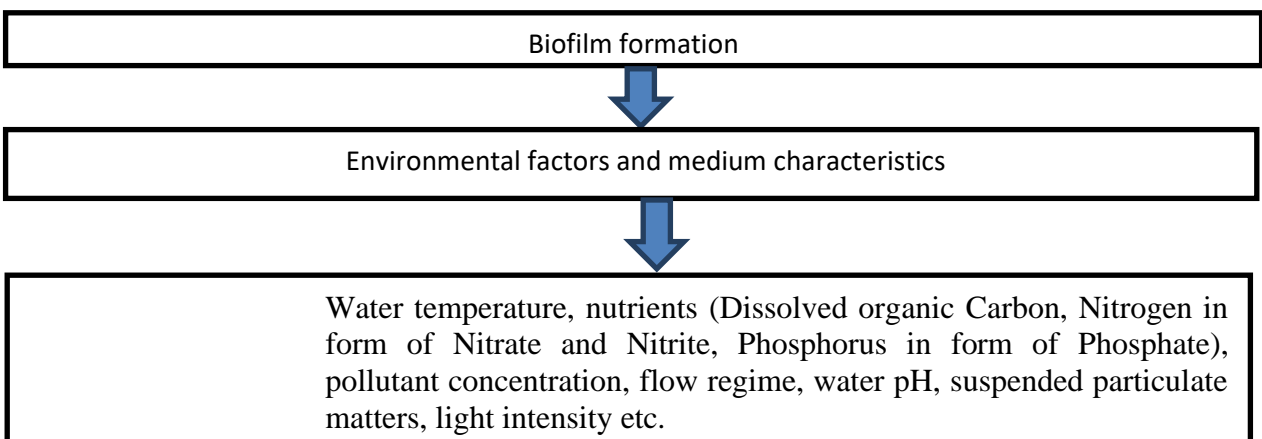 Biofilm formation
Environmental factors and medium characteristics
Water temperature, nutrients (Dissolved organic Carbon, Nitrogen in
form of Nitrate and Nitrite, Phosphorus in form of Phosphate),
pollutant concentration, flow regime, water pH, suspended particulate
matters, light intensity etc.